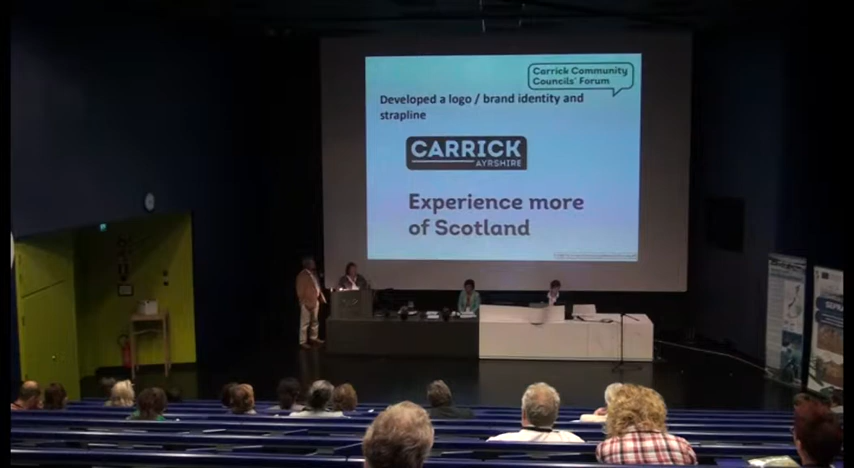 Carrick Community
Councils' Forum
Developed a logo / brand identity and
strapline
CARRICK
AYRSHIRE
Experience more
of Scotland